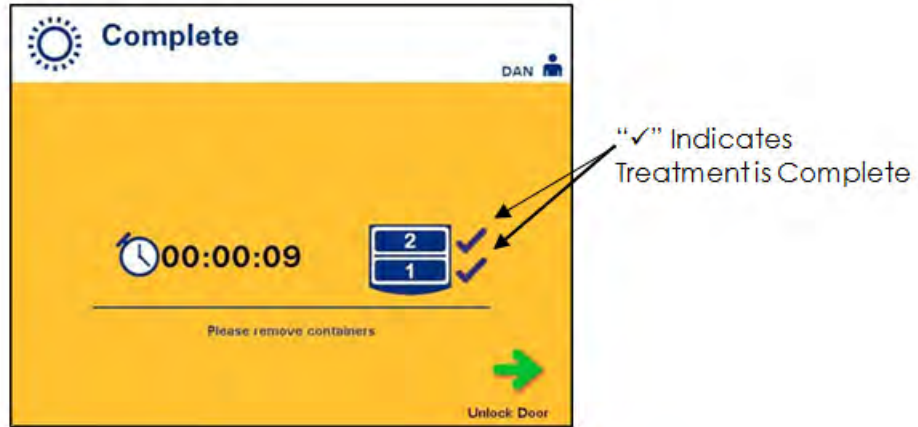 Complete
DAN
"✓" Indicates
Treatment is Complete
00:00:09
2
1
Please remove containers
Unlock Door